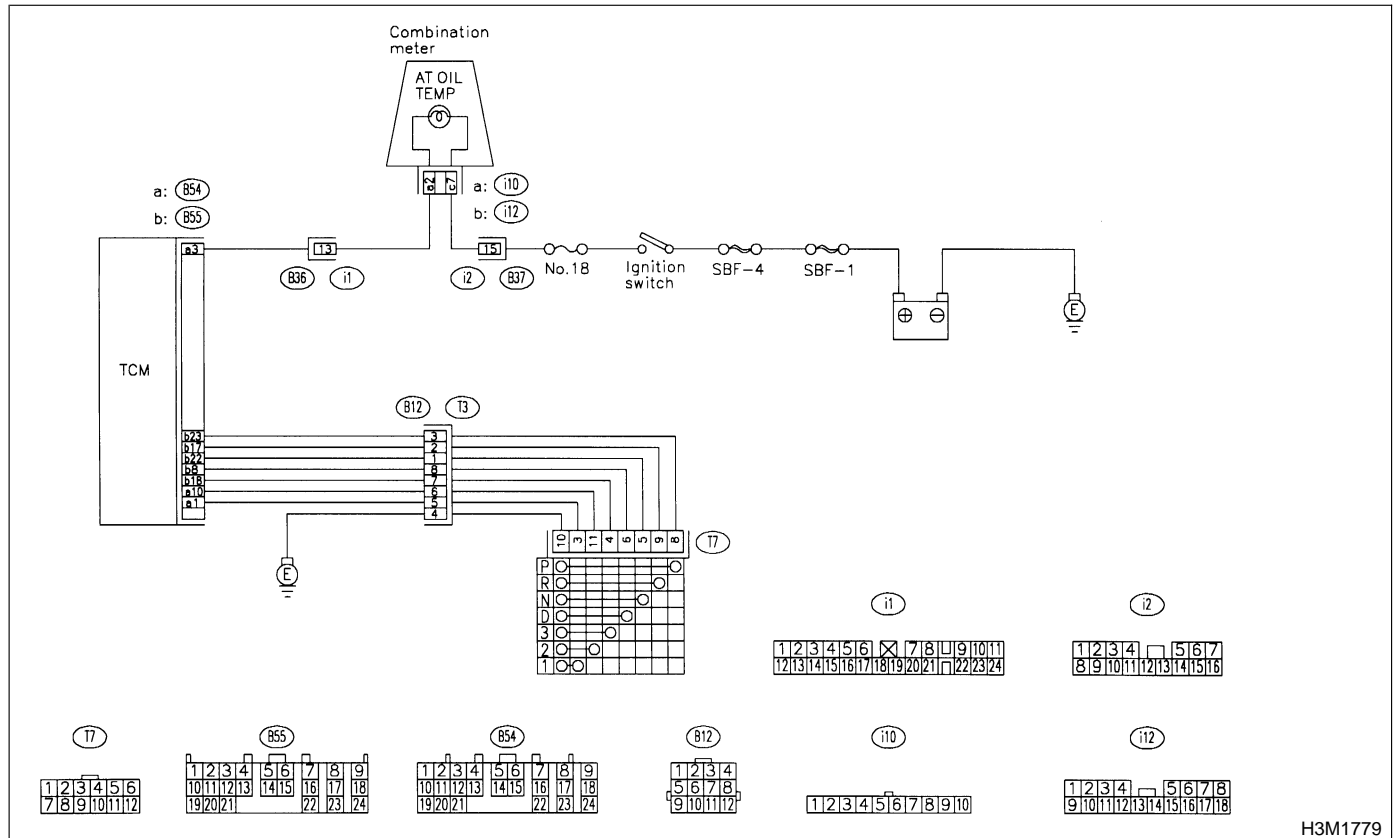 Combination
meter
AT OIL
TEMP
a2 c7
a: B54
b: B55
a: i10
b: i12
a3
13
15
B36 i1
i2 B37
No.18
Ignition
switch
SBF-4
SBF-1
TCM
E
B12 T3
b23 3
b17 2
b22 1
b8 8
b18 7
a10 6
a1 5
4
E
10 3 11 4 6 5 9 8
T7
P
R
N
D
3
2
1
i1
1 2 3 4 5 6 7 8 9 10 11
12 13 14 15 16 17 18 19 20 21 22 23 24
i2
1 2 3 4 5 6 7
8 9 10 11 12 13 14 15 16
T7
1 2 3 4 5 6
7 8 9 10 11 12
B55
1 2 3 4 5 6 7 8 9
10 11 12 13 14 15 16 17 18
19 20 21 22 23 24
B54
1 2 3 4 5 6 7 8 9
10 11 12 13 14 15 16 17 18
19 20 21 22 23 24
B12
1 2 3 4
5 6 7 8
9 10 11 12
i10
1 2 3 4 5 6 7 8 9 10
i12
1 2 3 4 5 6 7 8
9 10 11 12 13 14 15 16 17 18
H3M1779